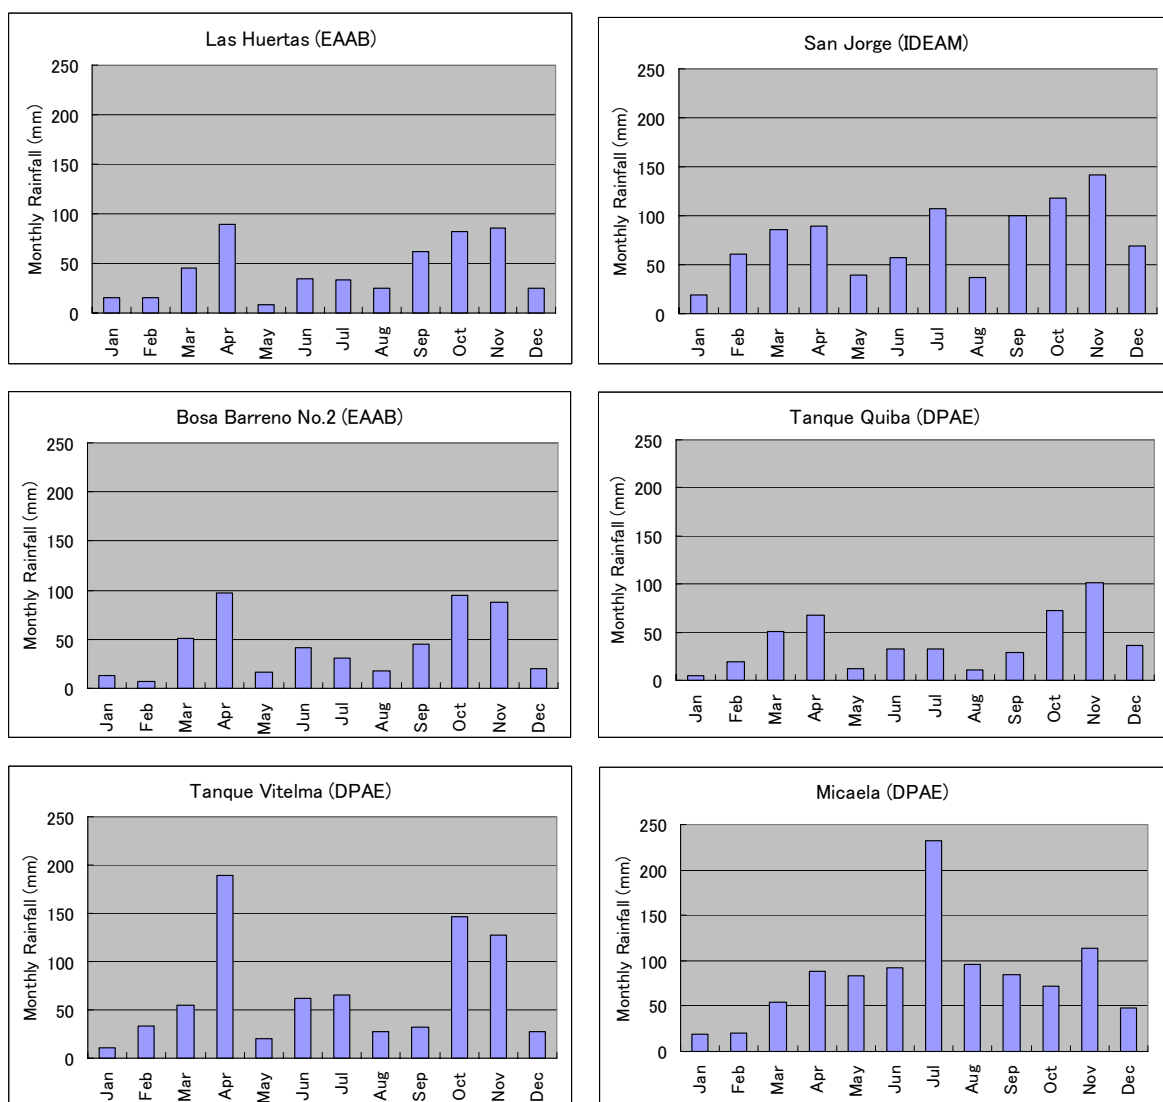 Las Huertas (EAAB)
Monthly Rainfall (mm)
250
200
150
100
50
0
Jan Feb Mar Apr May Jun Jul Aug Sep Oct Nov Dec
San Jorge (IDEAM)
Monthly Rainfall (mm)
250
200
150
100
50
0
Jan Feb Mar Apr May Jun Jul Aug Sep Oct Nov Dec
Bosa Barreno No.2 (EAAB)
Monthly Rainfall (mm)
250
200
150
100
50
0
Jan Feb Mar Apr May Jun Jul Aug Sep Oct Nov Dec
Tanque Quiba (DPAE)
Monthly Rainfall (mm)
250
200
150
100
50
0
Jan Feb Mar Apr May Jun Jul Aug Sep Oct Nov Dec
Tanque Vitelma (DPAE)
Monthly Rainfall (mm)
250
200
150
100
50
0
Jan Feb Mar Apr May Jun Jul Aug Sep Oct Nov Dec
Micaela (DPAE)
Monthly Rainfall (mm)
250
200
150
100
50
0
Jan Feb Mar Apr May Jun Jul Aug Sep Oct Nov Dec